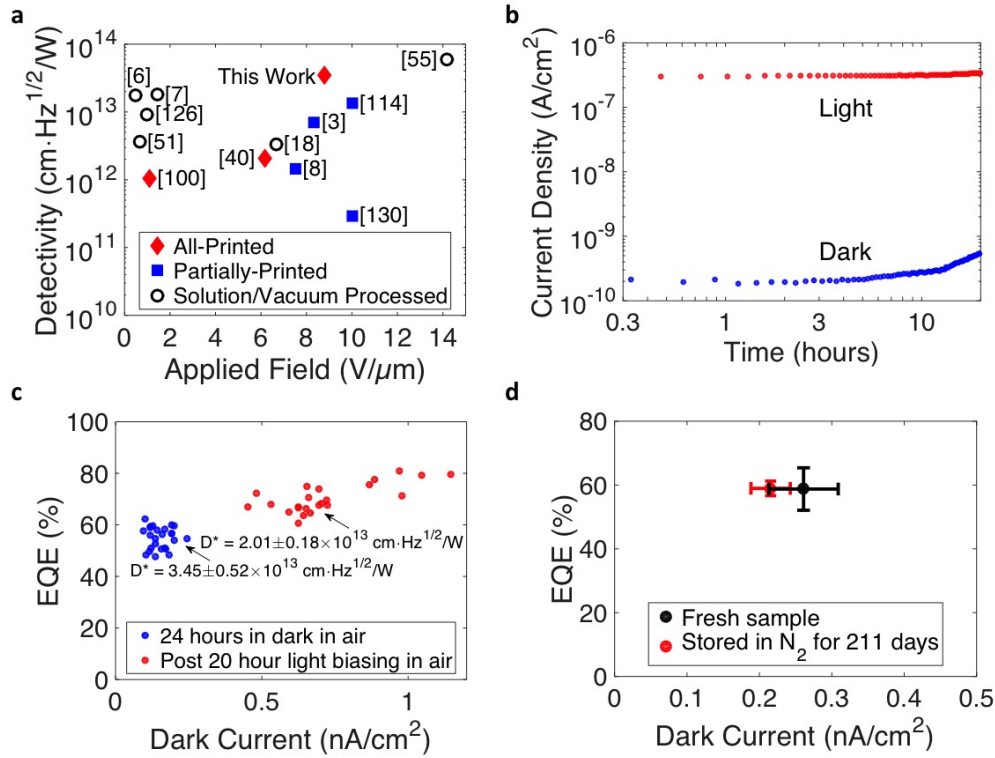 a
Detectivity (cm·Hz^1/2/W)
10^14
10^13
10^12
10^11
10^10
[6]
[7]
[126]
[51]
[100]
This Work
[40]
[18]
[3]
[8]
[114]
[130]
[55]
All-Printed
Partially-Printed
Solution/Vacuum Processed
0 2 4 6 8 10 12 14
Applied Field (V/µm)
b
Current Density (A/cm^2)
10^-6
10^-7
10^-8
10^-9
10^-10
Light
Dark
0.3 1 3 10
Time (hours)
c
EQE (%)
100
80
60
40
20
0
D* = 2.01±0.18×10^13 cm·Hz^1/2/W
D* = 3.45±0.52×10^13 cm·Hz^1/2/W
24 hours in dark in air
Post 20 hour light biasing in air
0 0.5 1
Dark Current (nA/cm^2)
d
EQE (%)
80
60
40
20
0
Fresh sample
Stored in N_2 for 211 days
0 0.1 0.2 0.3 0.4 0.5
Dark Current (nA/cm^2)